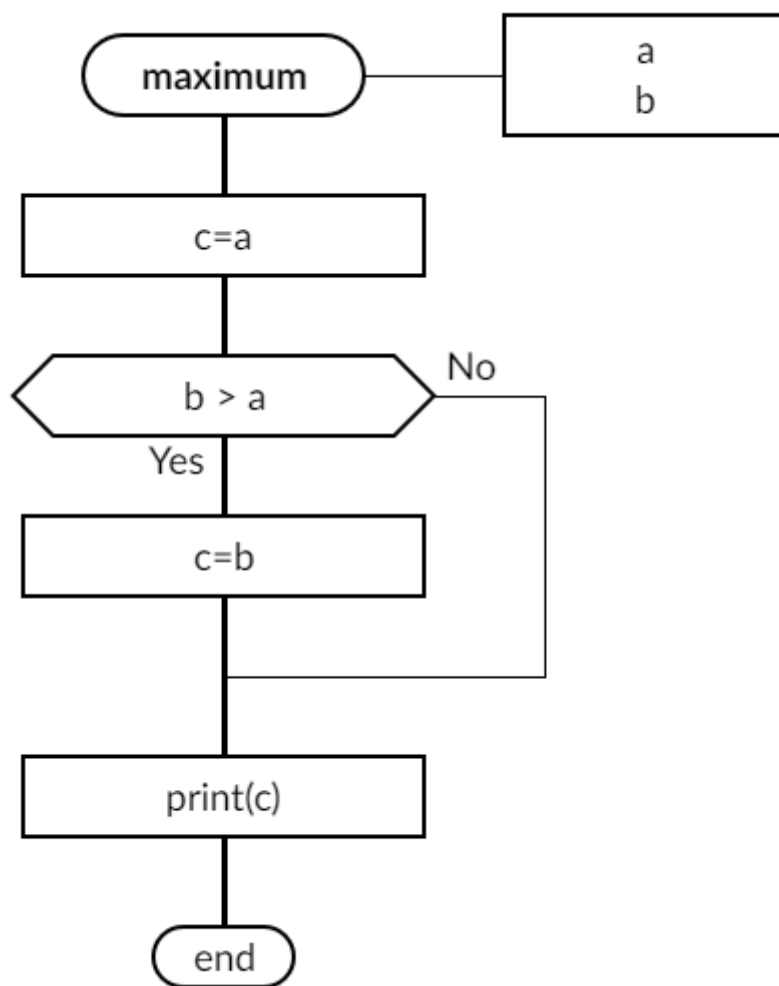 maximum
a
b
c=a
b > a
No
Yes
c=b
print(c)
end